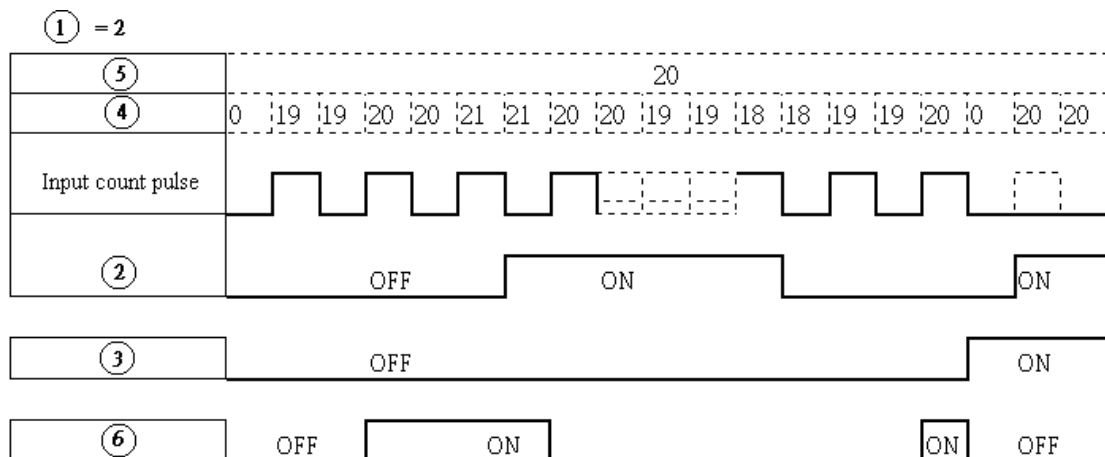 ① = 2
⑤ 20
④ 0 19 19 20 20 21 21 20 20 19 19 18 18 19 19 20 0 20 20
Input count pulse
② OFF ON ON
③ OFF ON
⑥ OFF ON ON OFF